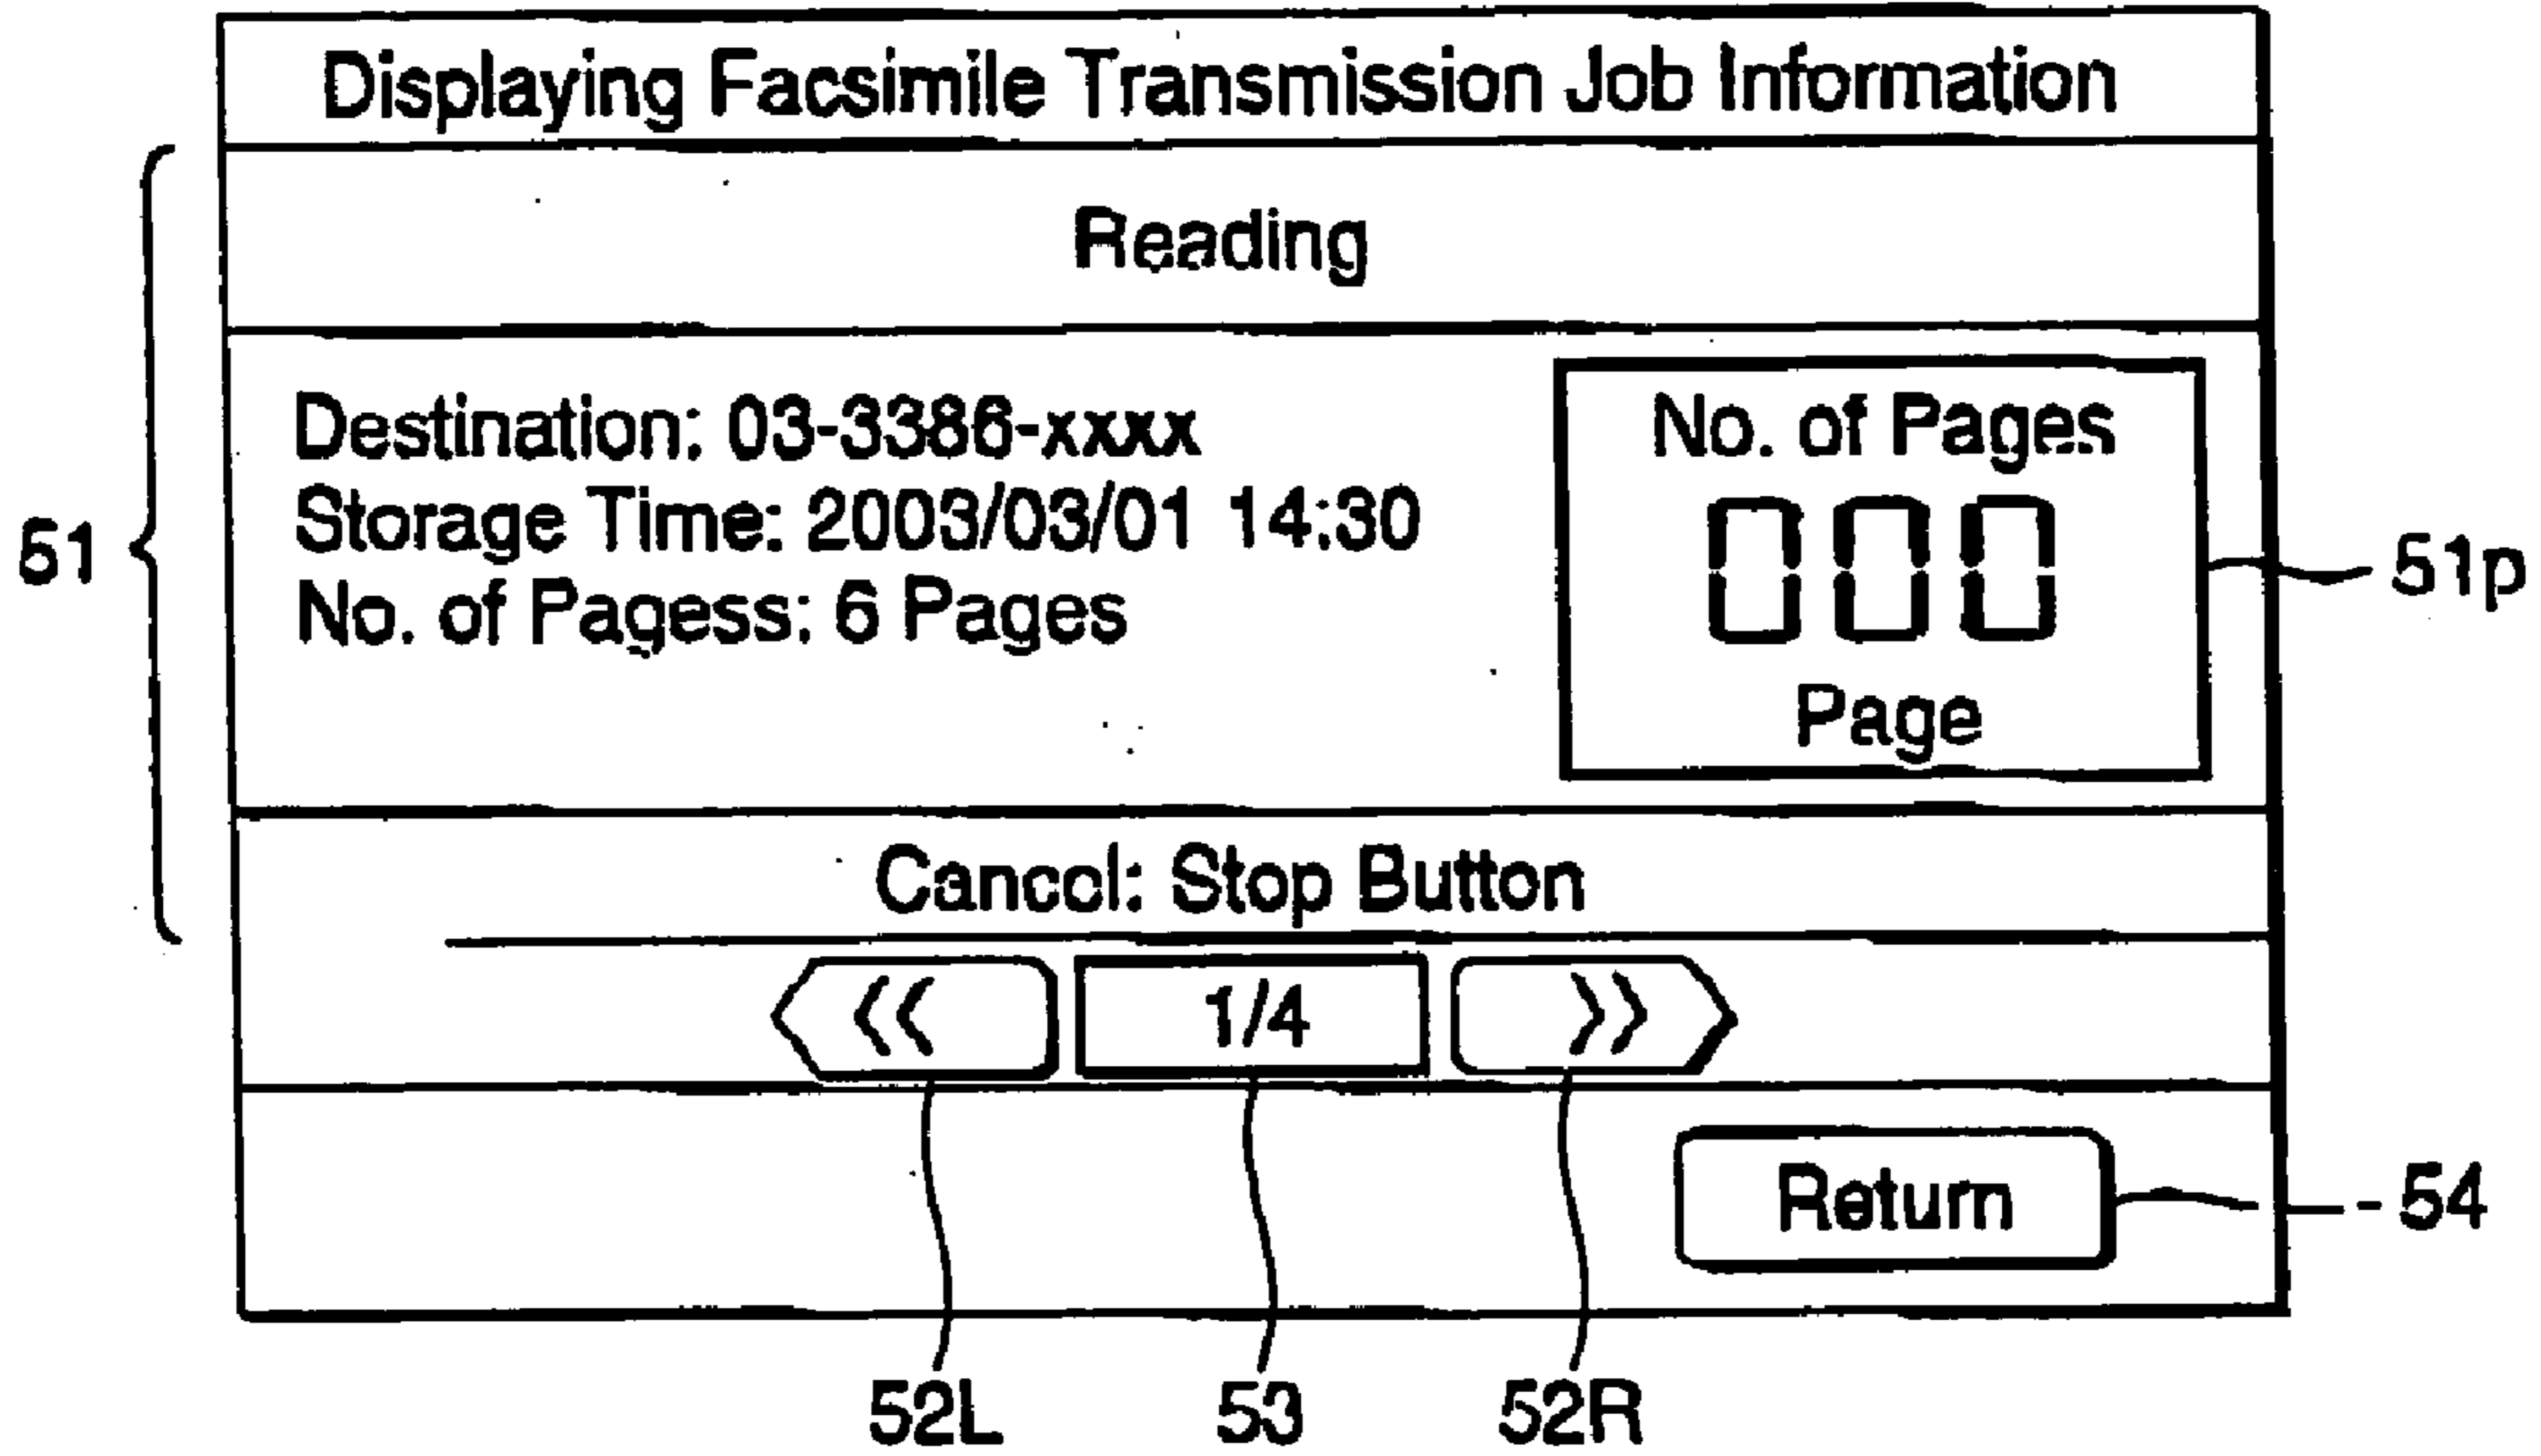 Displaying Facsimile Transmission Job Information
Reading
51
Destination: 03-3386-xxxx
Storage Time: 2003/03/01 14:30
No. of Pagess: 6 Pages
No. of Pages
000
Page
51p
Cancel: Stop Button
<< 1/4 >>
Return
54
52L 53 52R